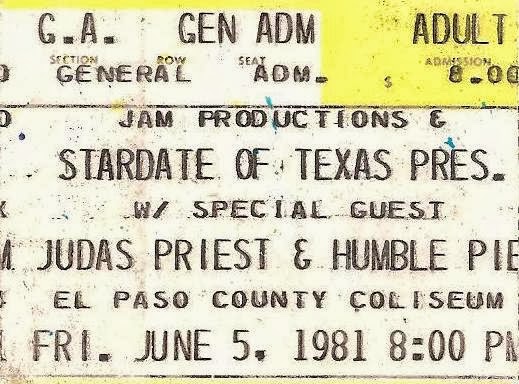 G.A. GEN ADM ADULT
SECTION ROW SEAT ADMISSION
GENERAL ADM. $ 8.00
JAM PRODUCTIONS &
STARDATE OF TEXAS PRES.
W/ SPECIAL GUEST
JUDAS PRIEST & HUMBLE PIE
EL PASO COUNTY COLISEUM
FRI. JUNE 5, 1981 8:00 PM